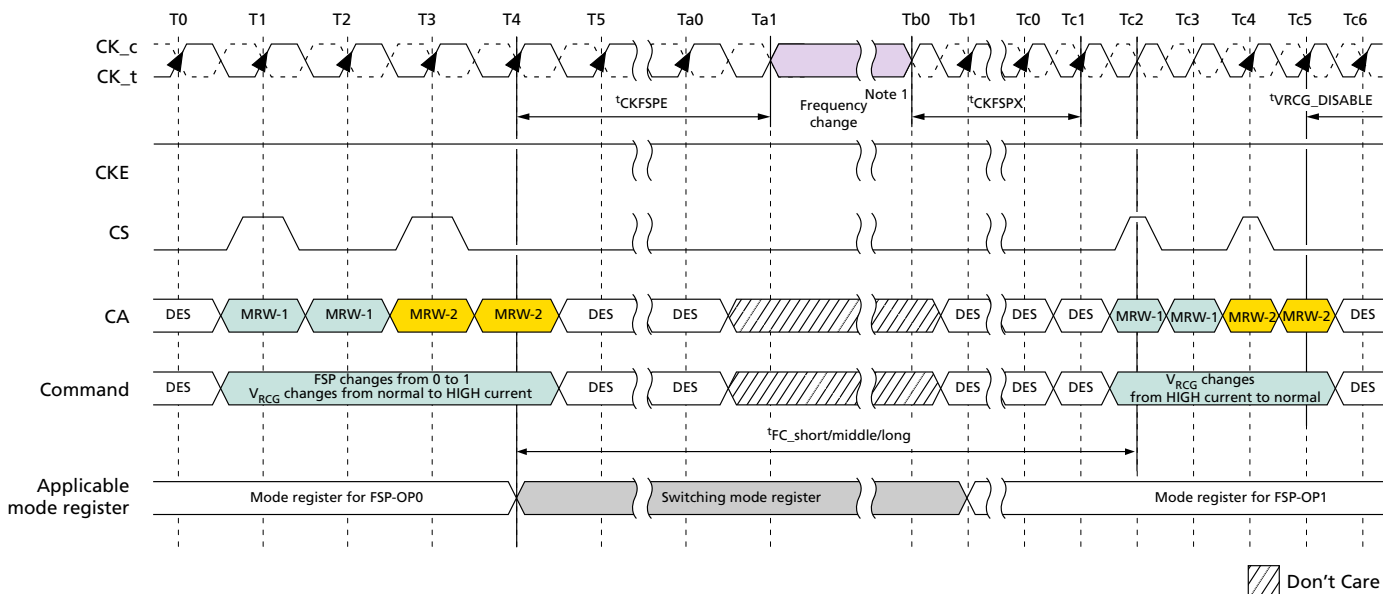 T0 T1 T2 T3 T4 T5 Ta0 Ta1 Tb0 Tb1 Tc0 Tc1 Tc2 Tc3 Tc4 Tc5 Tc6
CK_c
CK_t
tCKFSPE
Frequency
change
Note 1
tCKFSPX
tVRCG_DISABLE
CKE
CS
CA
DES MRW-1 MRW-1 MRW-2 MRW-2 DES DES DES DES DES MRW-1 MRW-1 MRW-2 MRW-2 DES
Command
DES
FSP changes from 0 to 1
VRCG changes from normal to HIGH current
DES DES DES DES DES
VRCG changes
from HIGH current to normal
DES
tFC_short/middle/long
Applicable
mode register
Mode register for FSP-OP0
Switching mode register
Mode register for FSP-OP1
Don't Care